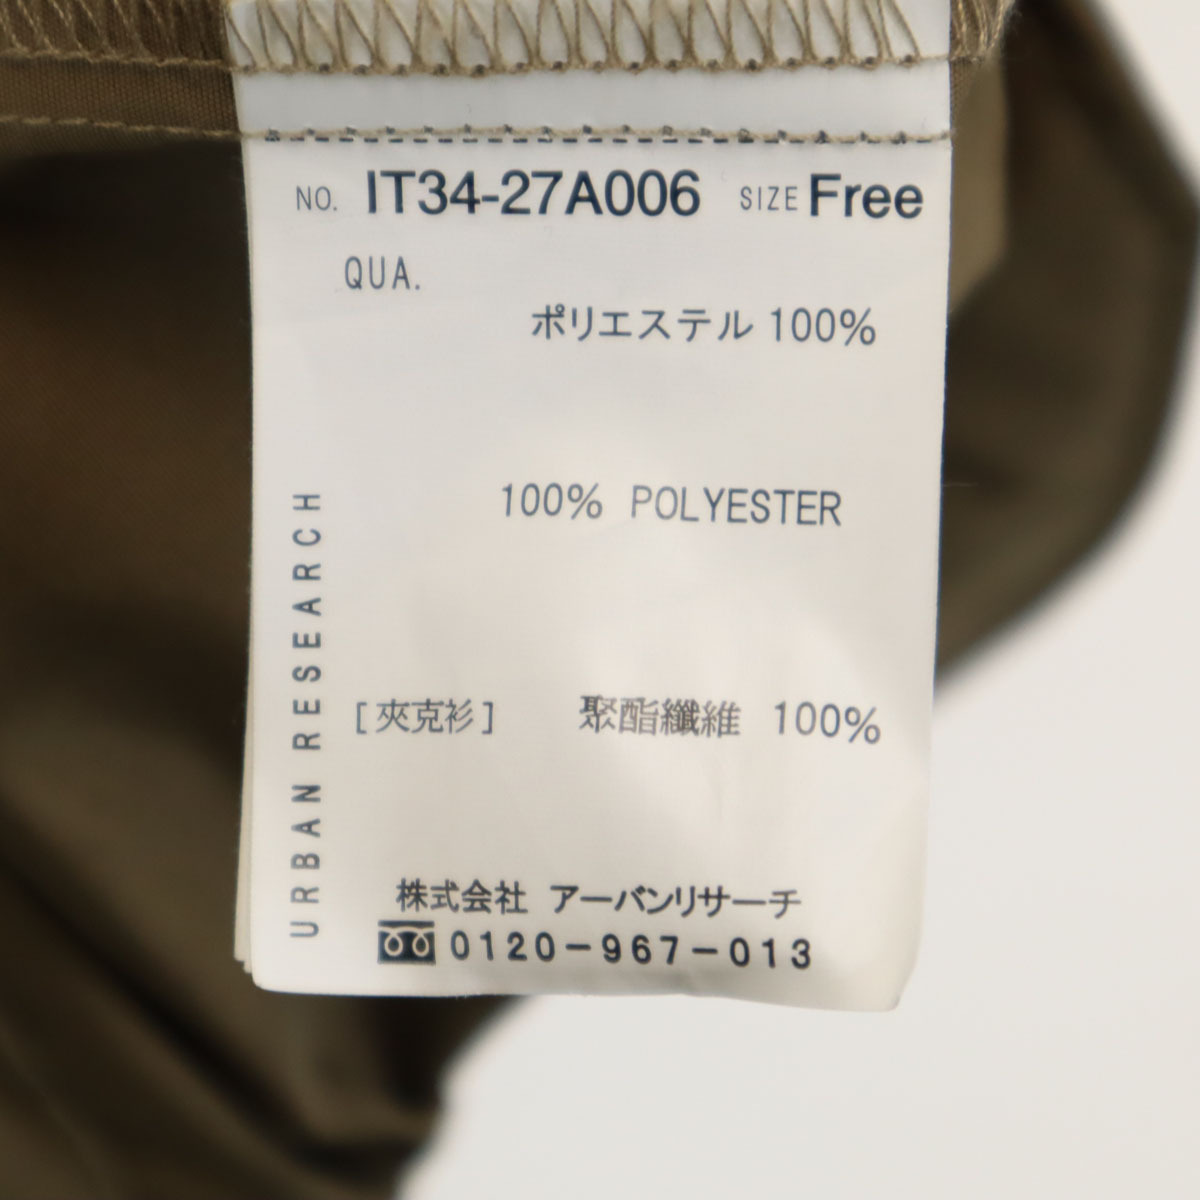 NO. IT34-27A006 SIZE Free
QUA.
ポリエステル 100%
100% POLYESTER
URBAN RESEARCH
[夾克衫] 聚酯纖維 100%
株式会社 アーバンリサーチ
0120-967-013